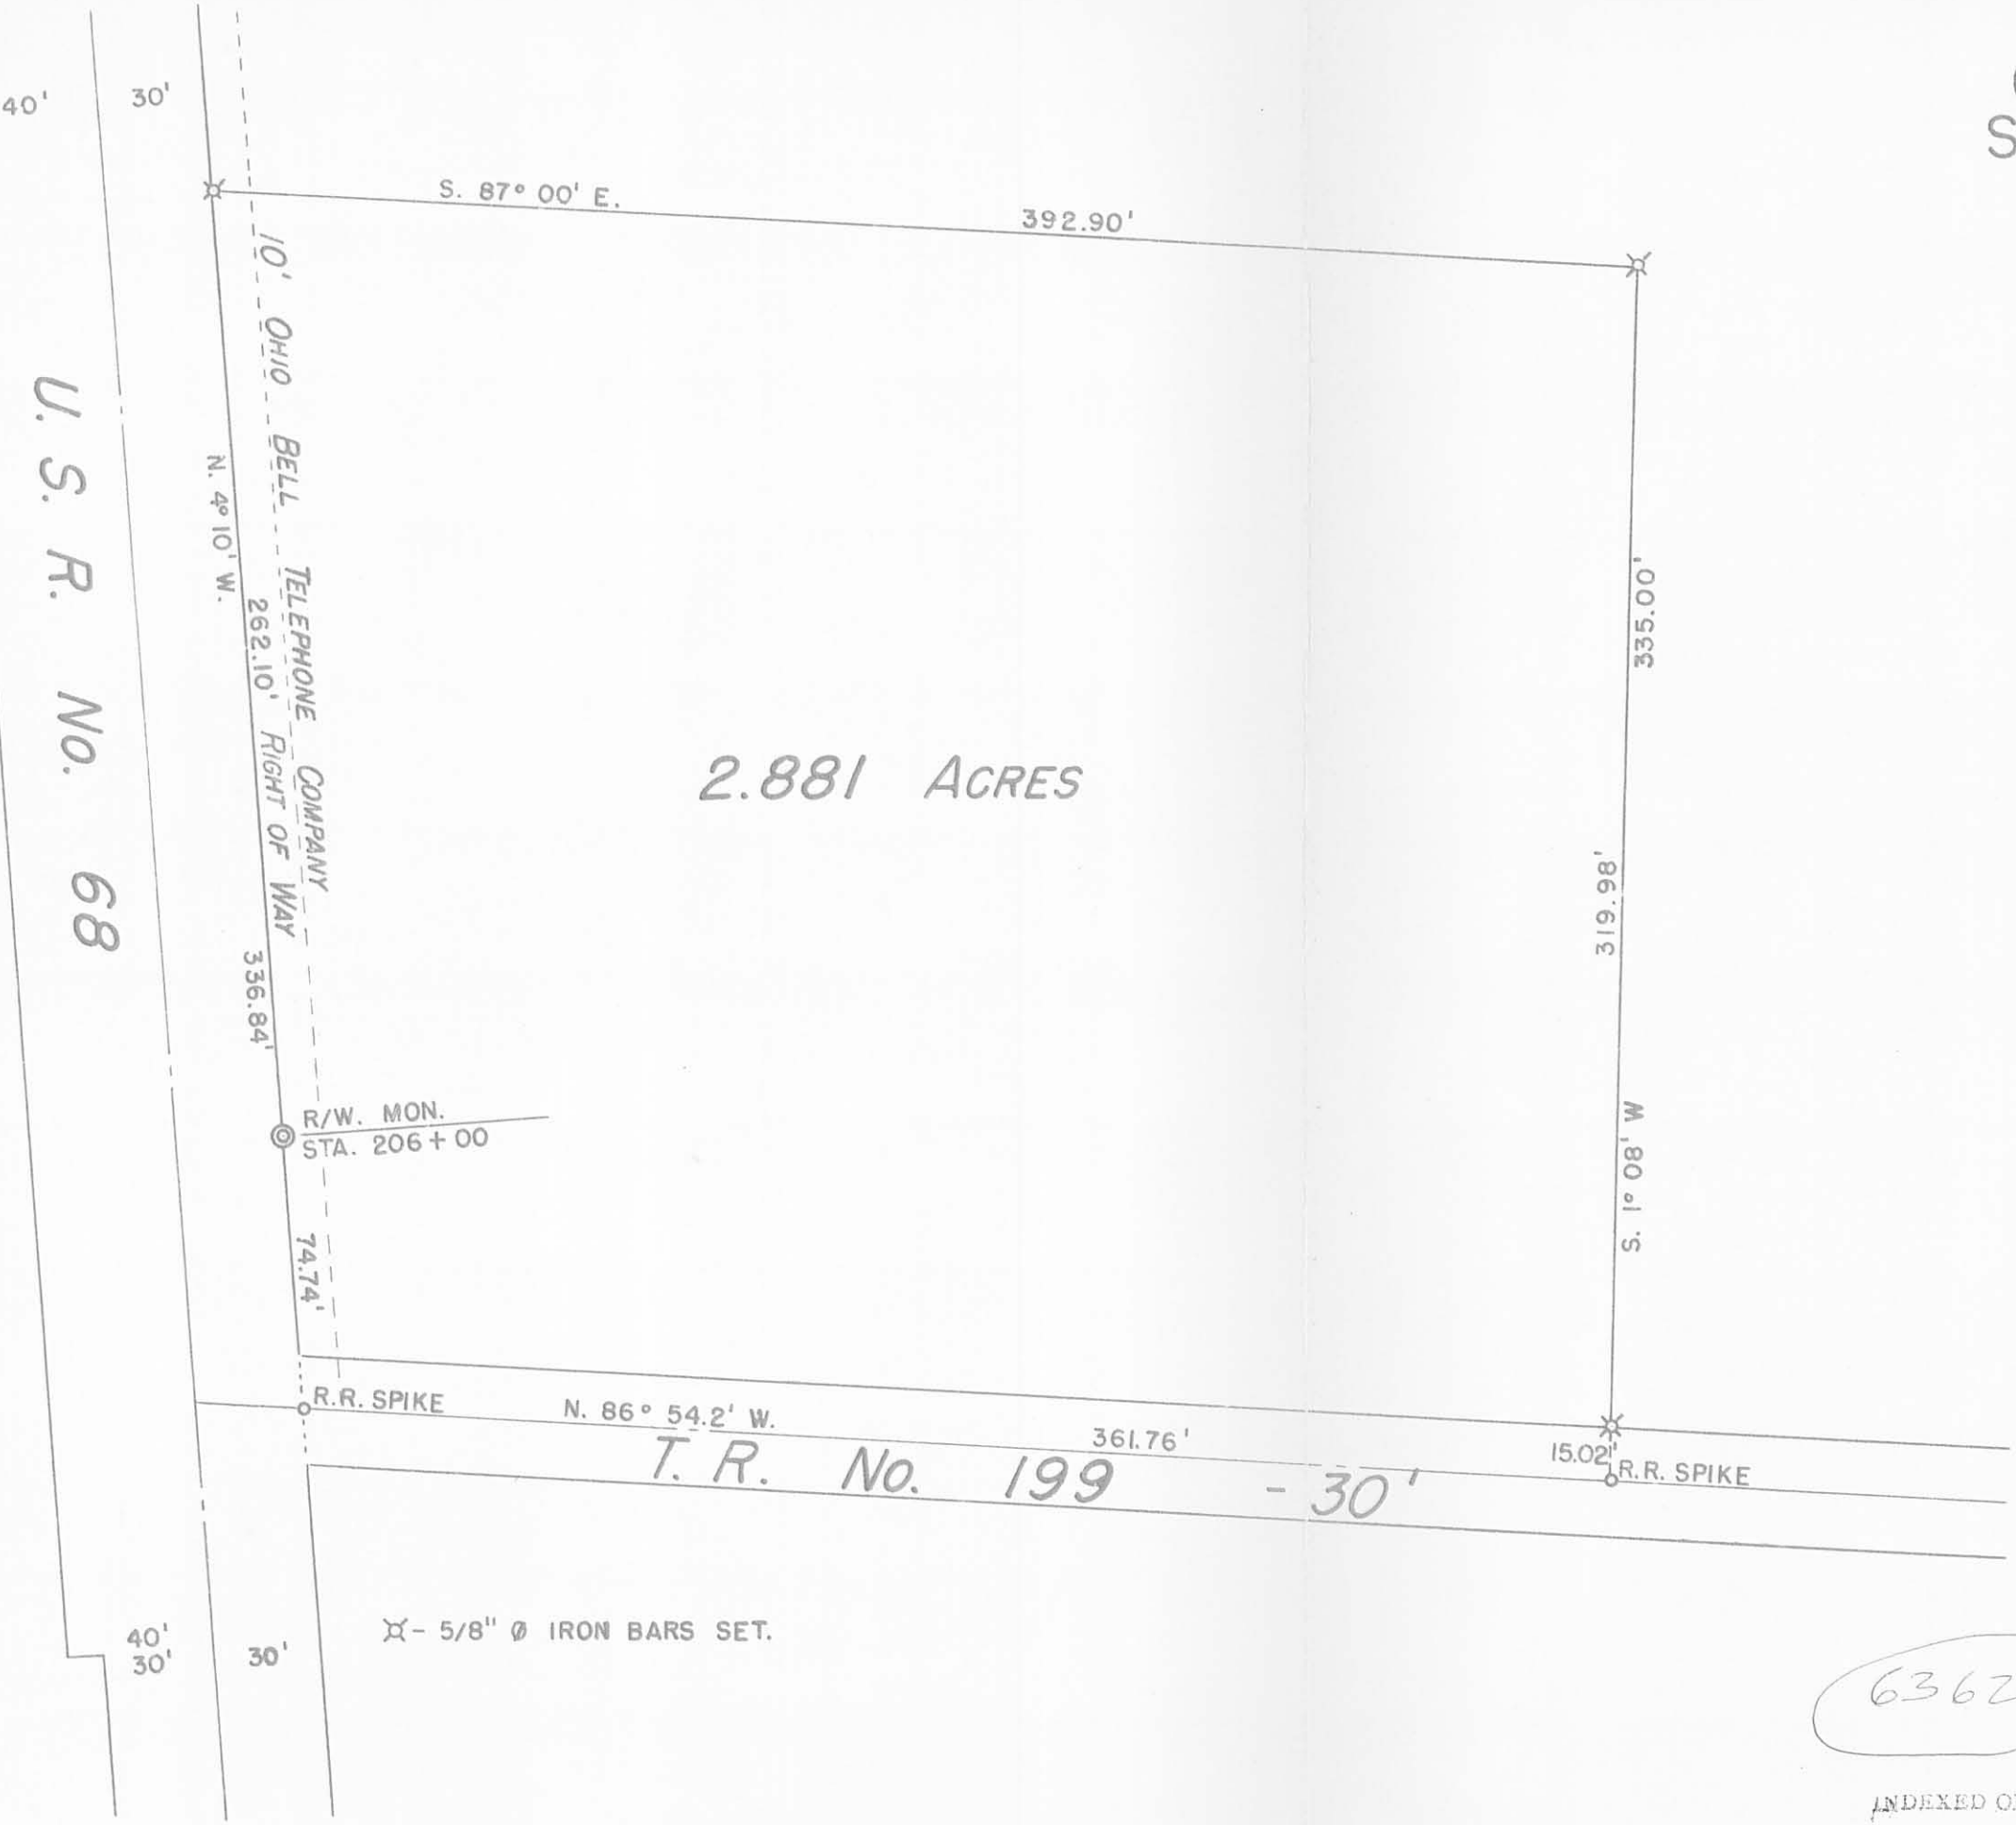 40'
30'
S
S. 87° 00' E.
392.90'
10' OHIO BELL TELEPHONE COMPANY
RIGHT OF WAY
U. S. R. No. 68
N. 4° 10' W.
262.10'
336.84'
335.00'
319.98'
S. 1° 08' W
2.881 ACRES
R/W. MON.
STA. 206 + 00
74.74'
R.R. SPIKE
N. 86° 54.2' W.
361.76'
15.02'
R.R. SPIKE
T. R. No. 199 - 30'
40'
30'
30'
¤- 5/8" Ø IRON BARS SET.
6362
INDEXED